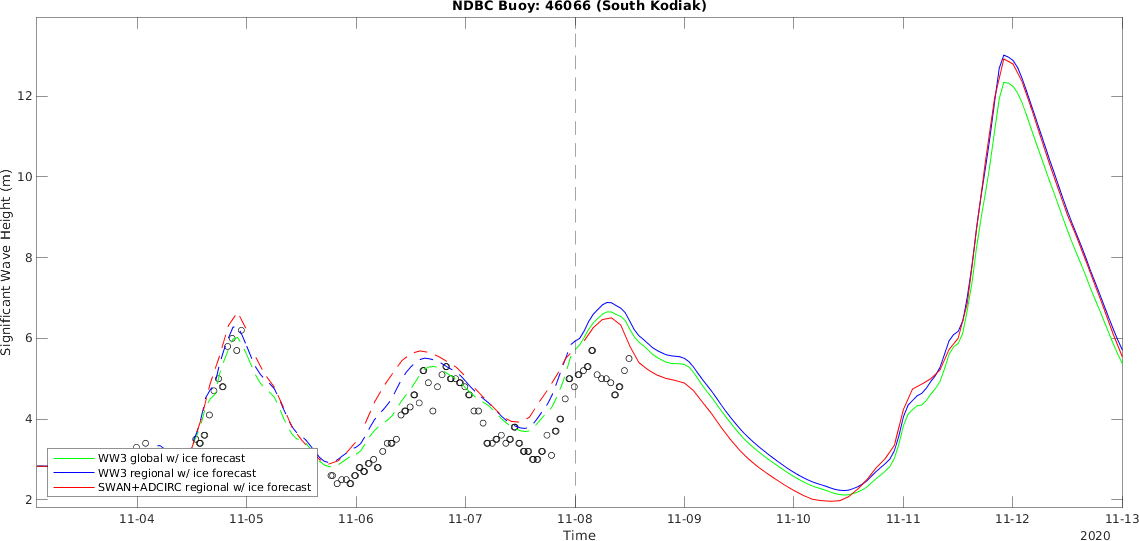 NDBC Buoy: 46066 (South Kodiak)
Significant Wave Height (m)
12
10
8
6
4
2
WW3 global w/ ice forecast
WW3 regional w/ ice forecast
SWAN+ADCIRC regional w/ ice forecast
11-04 11-05 11-06 11-07 11-08 11-09 11-10 11-11 11-12 11-13
Time
2020